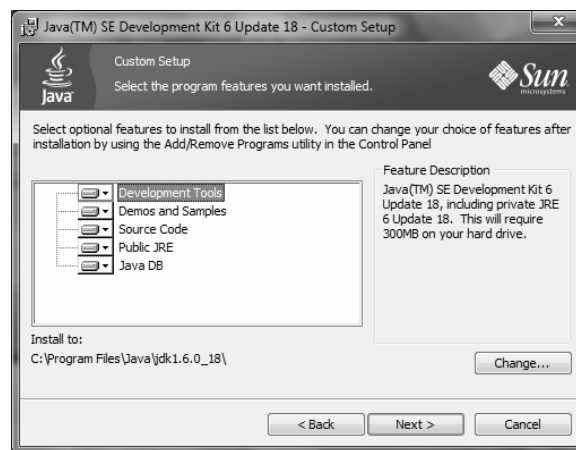 Java(TM) SE Development Kit 6 Update 18 - Custom Setup
Java
Custom Setup
Select the program features you want installed.
Sun
microsystems
Select optional features to install from the list below. You can change your choice of features after
installation by using the Add/Remove Programs utility in the Control Panel
Development Tools
Demos and Samples
Source Code
Public JRE
Java DB
Feature Description
Java(TM) SE Development Kit 6
Update 18, including private JRE
6 Update 18. This will require
300MB on your hard drive.
Install to:
C:\Program Files\Java\jdk1.6.0_18\
Change...
< Back
Next >
Cancel